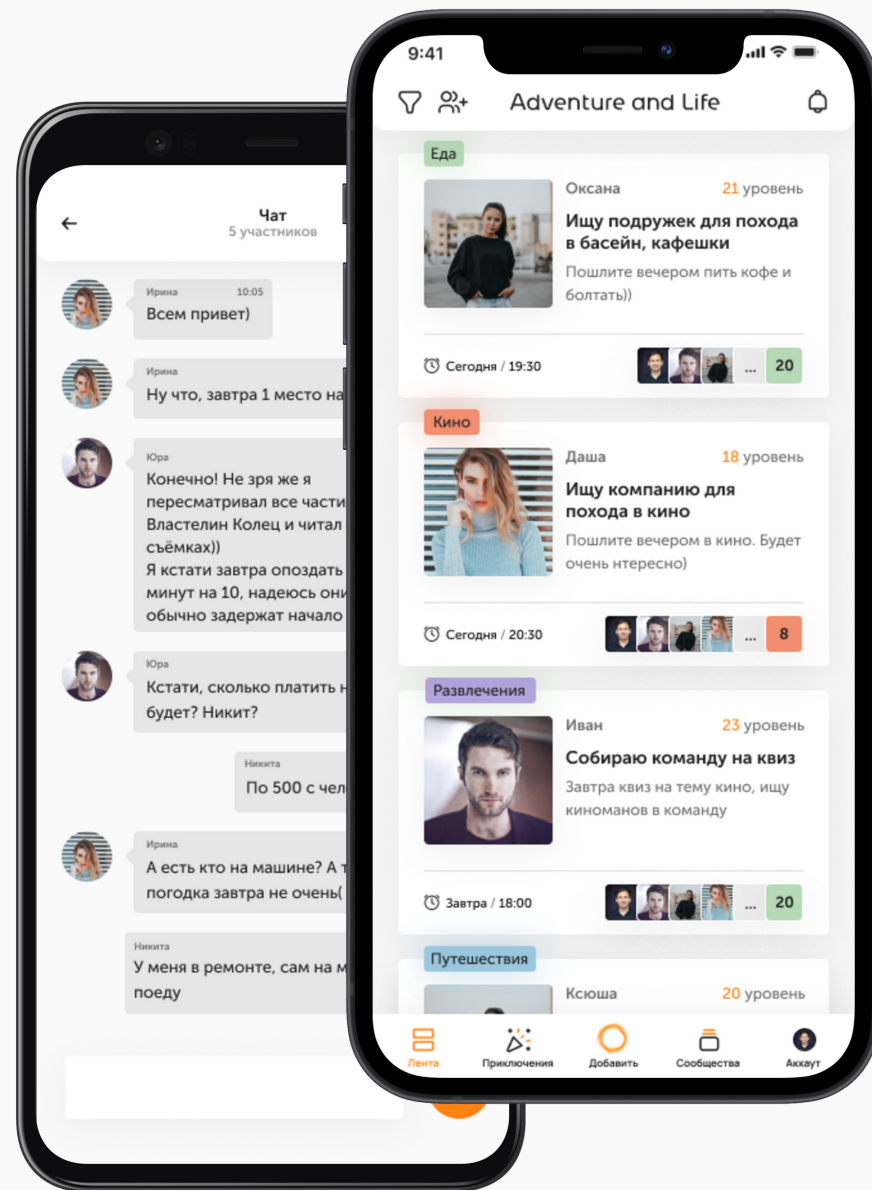 Чат
5 участников
Ирина 10:05
Всем привет)
Ирина
Ну что, завтра 1 место на
Юра
Конечно! Не зря же я
пересматривал все части
Властелин Колец и читал
съёмках))
Я кстати завтра опоздать
минут на 10, надеюсь они
обычно задержат начало
Юра
Кстати, сколько платить
будет? Никит?
Никита
По 500 с
Ирина
А есть кто на машине? А
погодка завтра не очень(
Никита
У меня в ремонте, сам на
поеду
9:41
Adventure and Life
Еда
Оксана 21 уровень
Ищу подружек для похода
в басейн, кафешки
Пошлите вечером пить кофе и
болтать))
Сегодня / 19:30
... 20
Кино
Даша 18 уровень
Ищу компанию для
похода в кино
Пошлите вечером в кино. Будет
очень нтересно)
Сегодня / 20:30
... 8
Развлечения
Иван 23 уровень
Собираю команду на квиз
Завтра квиз на тему кино, ищу
киноманов в команду
Завтра / 18:00
... 20
Путешествия
Ксюша 20 уровень
Лента Приключения Добавить Сообщества Аккаут